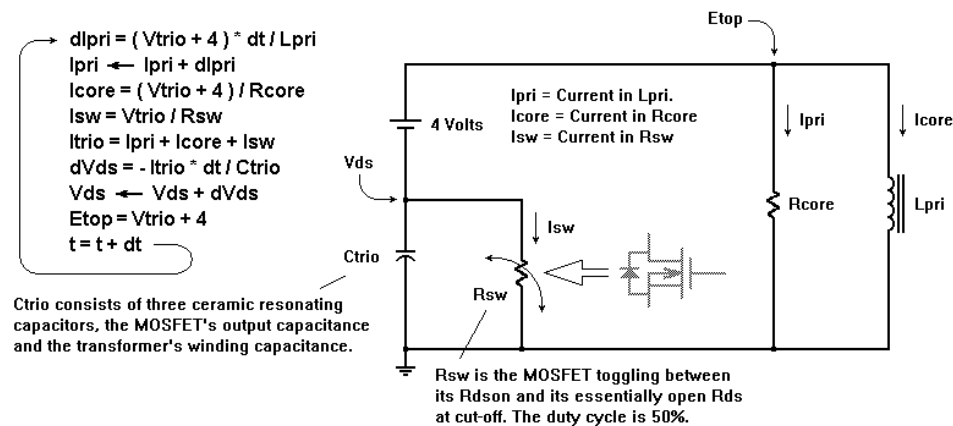 dIpri = ( Vtrio + 4 ) * dt / Lpri
Ipri ← Ipri + dIpri
Icore = ( Vtrio + 4 ) / Rcore
Isw = Vtrio / Rsw
Itrio = Ipri + Icore + Isw
dVds = - Itrio * dt / Ctrio
Vds ← Vds + dVds
Etop = Vtrio + 4
t = t + dt
Ctrio consists of three ceramic resonating
capacitors, the MOSFET's output capacitance
and the transformer's winding capacitance.
Etop
Ipri = Current in Lpri.
Icore = Current in Rcore
Isw = Current in Rsw
4 Volts
Ipri
Icore
Vds
Isw
Rcore
Lpri
Ctrio
Rsw
Rsw is the MOSFET toggling between
its Rdson and its essentially open Rds
at cut-off. The duty cycle is 50%.